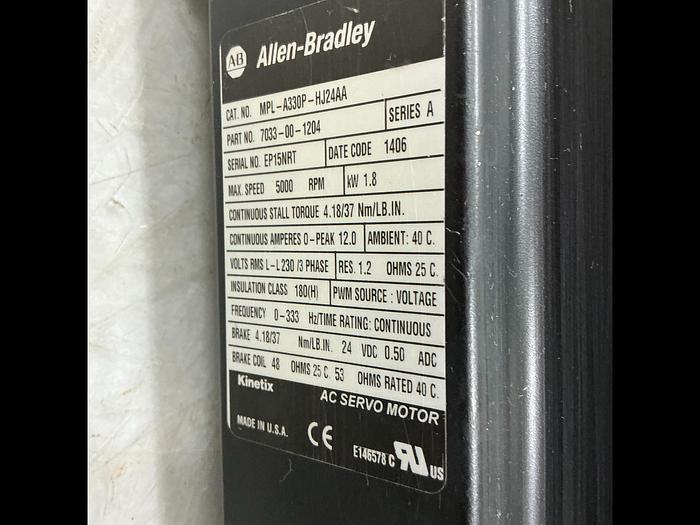 AB Allen-Bradley
CAT. NO. MPL-A330P-HJ24AA
PART NO. 7033-00-1204 SERIES A
SERIAL NO. EP15NRT DATE CODE 1406
MAX. SPEED 5000 RPM kW 1.8
CONTINUOUS STALL TORQUE 4.18/37 Nm/LB.IN.
CONTINUOUS AMPERES 0-PEAK 12.0 AMBIENT: 40 C.
VOLTS RMS L-L 230 /3 PHASE RES. 1.2 OHMS 25 C.
INSULATION CLASS 180(H) PWM SOURCE : VOLTAGE
FREQUENCY 0-333 Hz/TIME RATING: CONTINUOUS
BRAKE 4.18/37 Nm/LB.IN. 24 VDC 0.50 ADC
BRAKE COIL 48 OHMS 25 C. 53 OHMS RATED 40 C.
Kinetix AC SERVO MOTOR
MADE IN U.S.A. CE E146578 C RU US